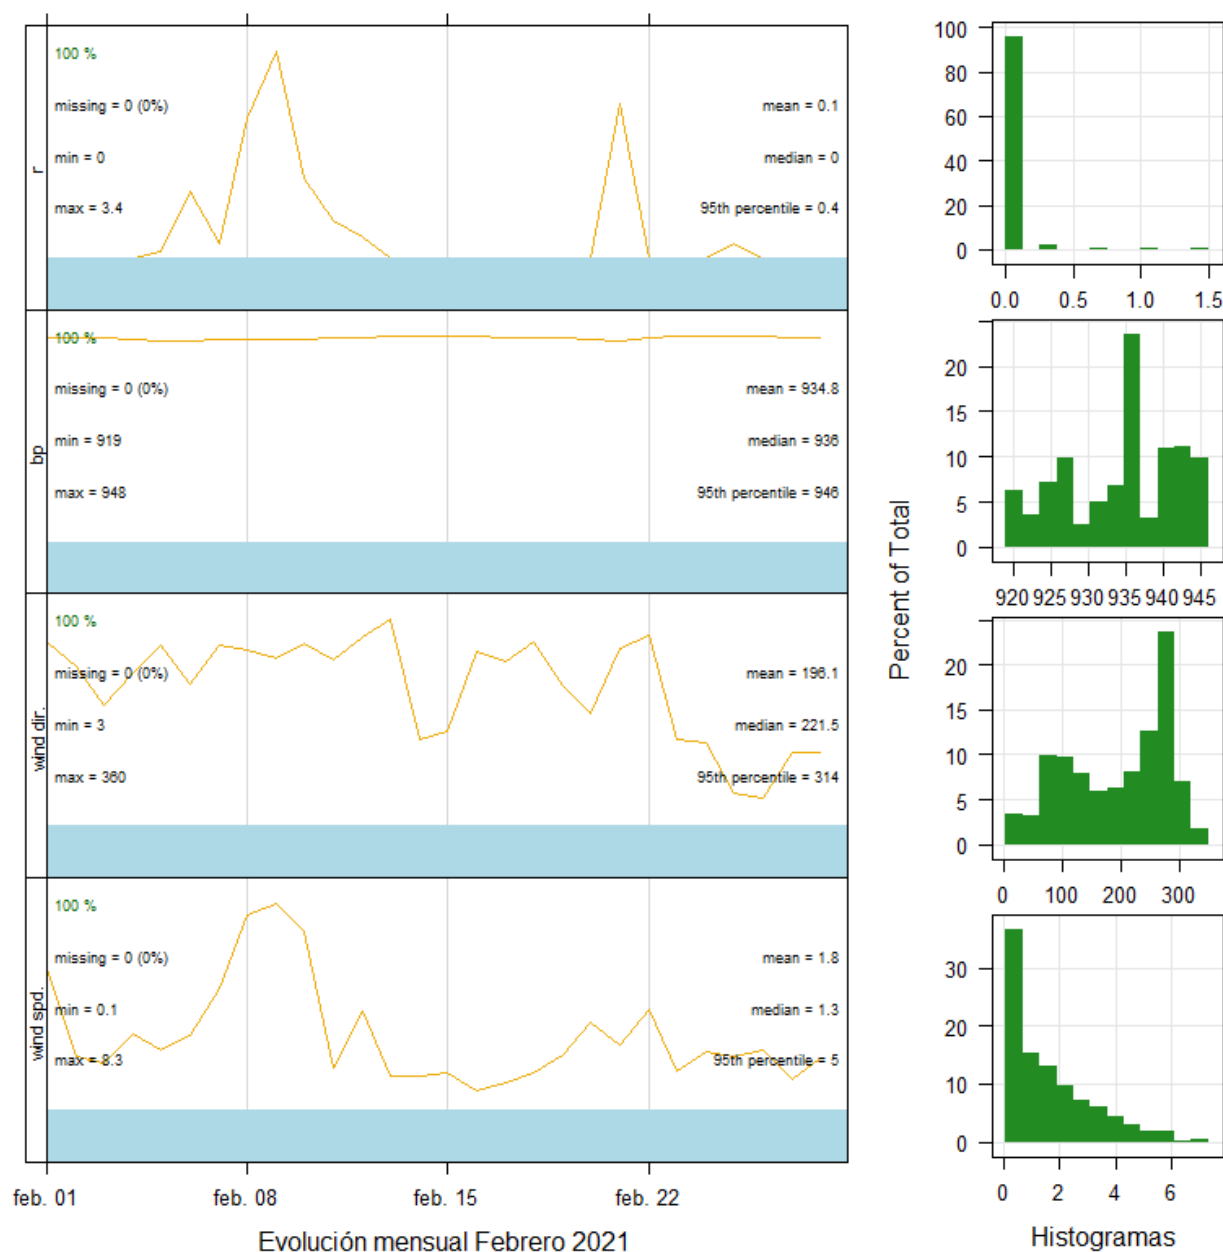 100 %
missing = 0 (0%)
mean = 0.1
min = 0
median = 0
max = 3.4
95th percentile = 0.4
r
100 %
missing = 0 (0%)
mean = 934.8
min = 919
median = 936
max = 948
95th percentile = 946
bp
100 %
missing = 0 (0%)
mean = 196.1
min = 3
median = 221.5
max = 360
95th percentile = 314
wind dir.
100 %
missing = 0 (0%)
mean = 1.8
min = 0.1
median = 1.3
max = 8.3
95th percentile = 5
wind spd.
feb. 01 feb. 08 feb. 15 feb. 22
Evolución mensual Febrero 2021
Percent of Total
100
80
60
40
20
0
0.0 0.5 1.0 1.5
20
15
10
5
0
920 925 930 935 940 945
20
15
10
5
0
0 100 200 300
30
20
10
0
0 2 4 6
Histogramas